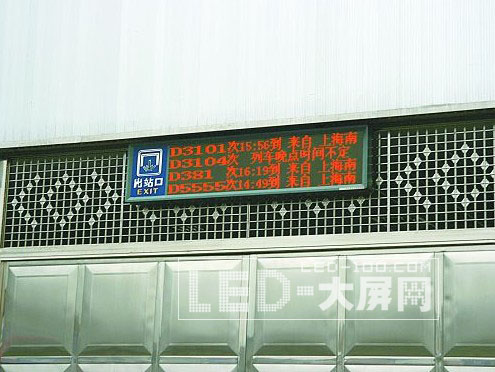 出站口
EXIT
D3101次15:56到 来自 上海南
D3104次 列车晚点时间不定
D381 次16:19到 来自 上海南
D5555次14:49到 来自 上海南
LED-100.COM
LED-大屏网